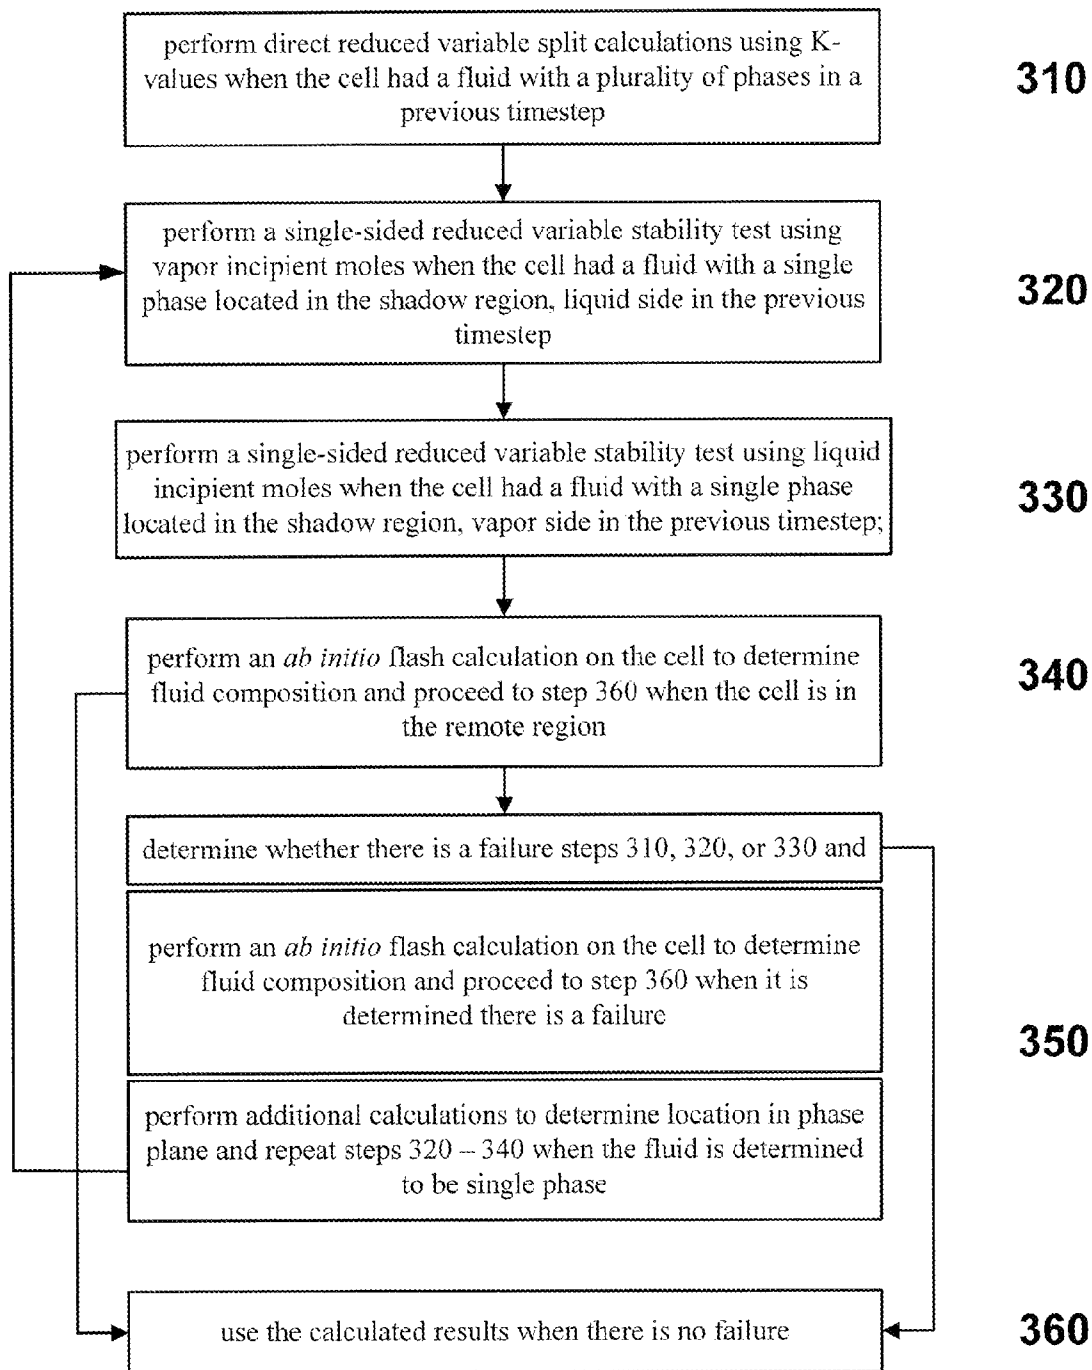 perform direct reduced variable split calculations using K-
values when the cell had a fluid with a plurality of phases in a
previous timestep
310
perform a single-sided reduced variable stability test using
vapor incipient moles when the cell had a fluid with a single
phase located in the shadow region, liquid side in the previous
timestep
320
perform a single-sided reduced variable stability test using liquid
incipient moles when the cell had a fluid with a single phase
located in the shadow region, vapor side in the previous timestep;
330
perform an ab initio flash calculation on the cell to determine
fluid composition and proceed to step 360 when the cell is in
the remote region
340
determine whether there is a failure steps 310, 320, or 330 and
perform an ab initio flash calculation on the cell to determine
fluid composition and proceed to step 360 when it is
determined there is a failure
350
perform additional calculations to determine location in phase
plane and repeat steps 320 – 340 when the fluid is determined
to be single phase
use the calculated results when there is no failure
360